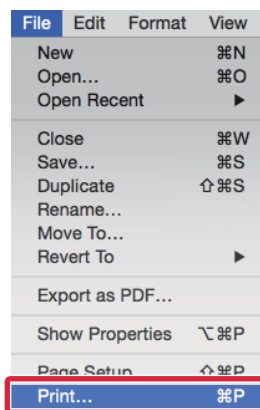 File Edit Format View
New ⌘N
Open... ⌘O
Open Recent ▶
Close ⌘W
Save... ⌘S
Duplicate ⇧⌘S
Rename...
Move To...
Revert To ▶
Export as PDF...
Show Properties ⌥⌘P
Page Setup ⇧⌘P
Print... ⌘P